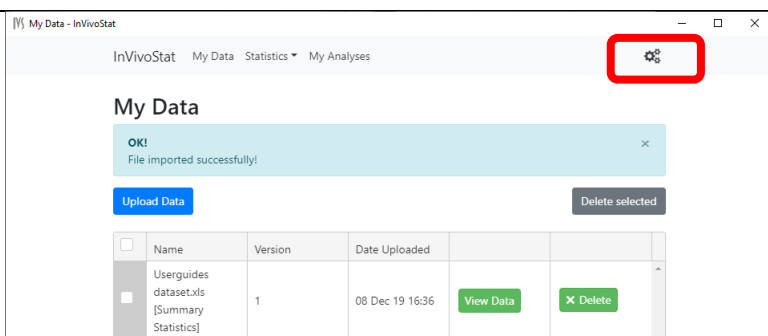 IVS My Data - InVivoStat
InVivoStat My Data Statistics My Analyses
My Data
OK!
File imported successfully!
Upload Data Delete selected
Name Version Date Uploaded
Userguides
dataset.xls
[Summary
Statistics]
1 08 Dec 19 16:36 View Data Delete